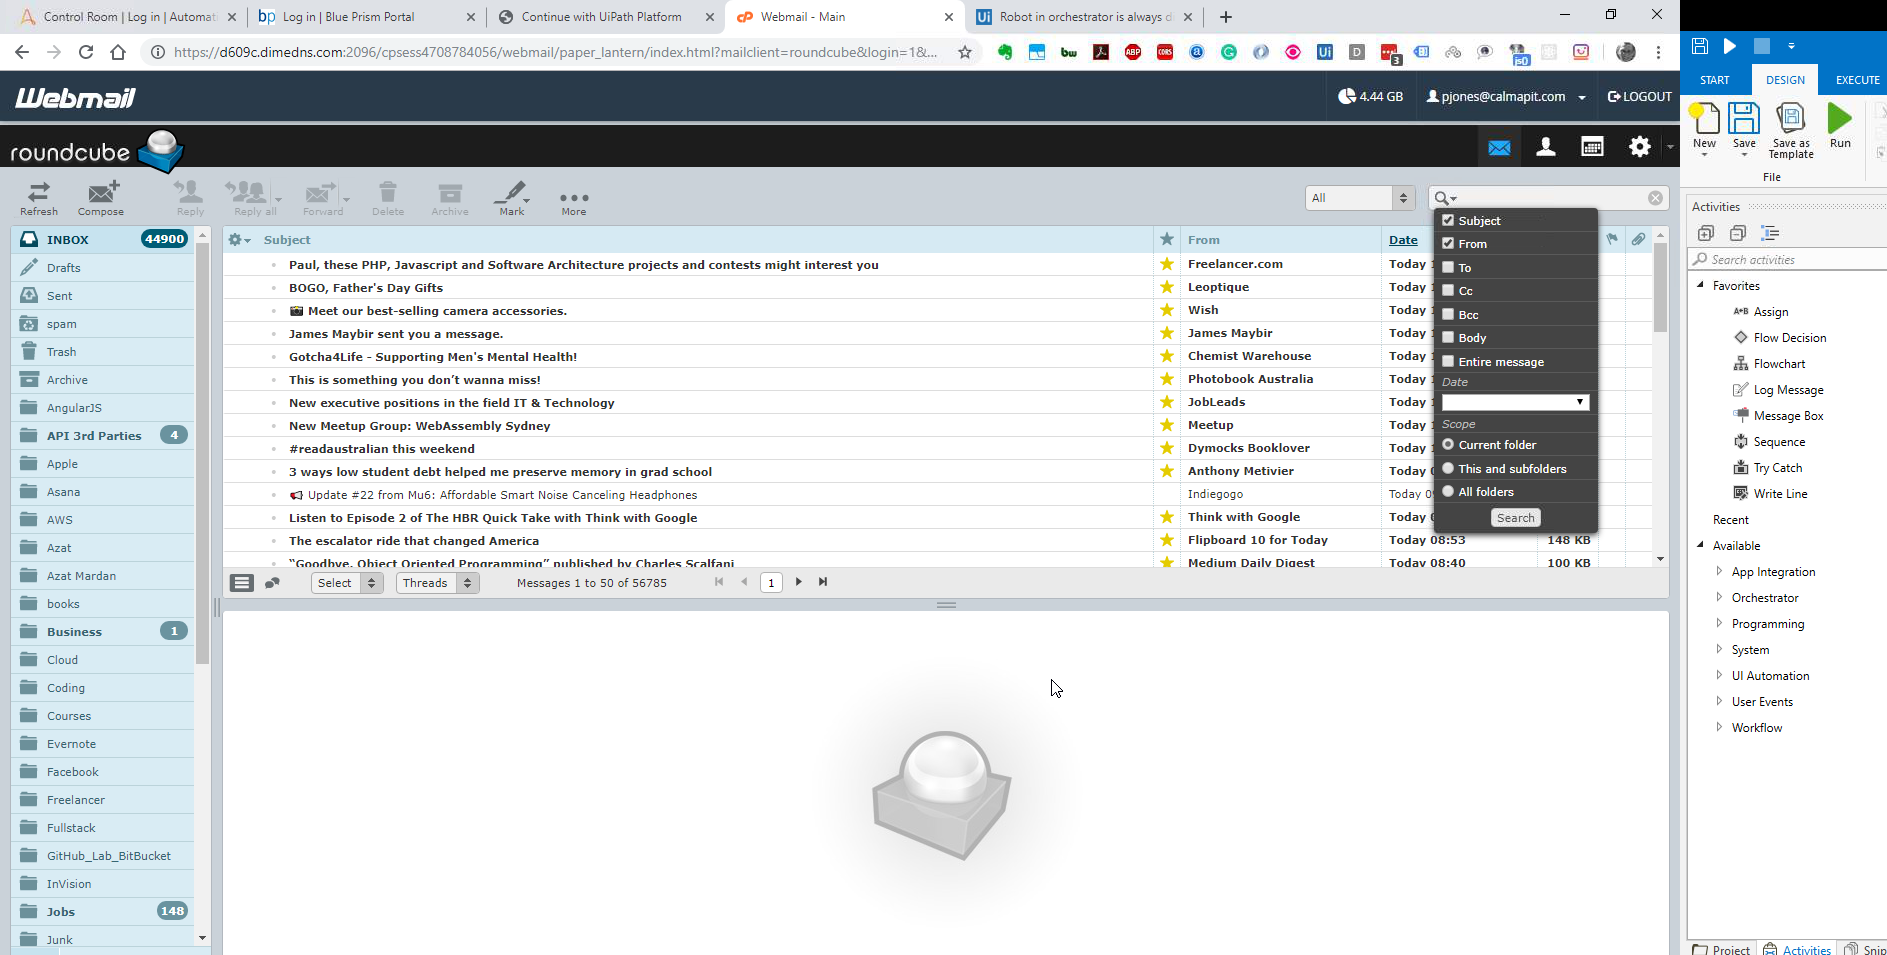 Control Room | Log in | Automat
Log in | Blue Prism Portal
Continue with UiPath Platform
Webmail - Main
Robot in orchestrator is always d
https://d609c.dimedns.com:2096/cpsess4708784056/webmail/paper_lantern/index.html?mailclient=roundcube&login=1&...
Webmail
4.44 GB
pjones@calmapit.com
LOGOUT
roundcube
START
DESIGN
EXECUTE
New
Save
Save as Template
Run
File
Refresh
Compose
Reply
Reply all
Forward
Delete
Archive
Mark
More
All
Activities
Search activities
INBOX 44900
Drafts
Sent
spam
Trash
Archive
AngularJS
API 3rd Parties 4
Apple
Asana
AWS
Azat
Azat Mardan
books
Business 1
Cloud
Coding
Courses
Evernote
Facebook
Freelancer
Fullstack
GitHub_Lab_BitBucket
InVision
Jobs 148
Junk
Subject From Date
Paul, these PHP, Javascript and Software Architecture projects and contests might interest you Freelancer.com Today 1
BOGO, Father's Day Gifts Leoptique Today 1
Meet our best-selling camera accessories. Wish Today 1
James Maybir sent you a message. James Maybir Today 1
Gotcha4Life - Supporting Men's Mental Health! Chemist Warehouse Today 1
This is something you don’t wanna miss! Photobook Australia Today 1
New executive positions in the field IT & Technology JobLeads Today 1
New Meetup Group: WebAssembly Sydney Meetup Today 1
#readaustralian this weekend Dymocks Booklover Today 1
3 ways low student debt helped me preserve memory in grad school Anthony Metivier Today 0
Update #22 from Mu6: Affordable Smart Noise Canceling Headphones Indiegogo Today 09
Listen to Episode 2 of The HBR Quick Take with Think with Google Think with Google Today 0
The escalator ride that changed America Flipboard 10 for Today Today 08:53 148 KB
“Goodbye, Object Oriented Programming” published by Charles Scalfani Medium Daily Digest Today 08:40 100 KB
Subject
From
To
Cc
Bcc
Body
Entire message
Date
Scope
Current folder
This and subfolders
All folders
Search
Select
Threads
Messages 1 to 50 of 56785
1
Favorites
Assign
Flow Decision
Flowchart
Log Message
Message Box
Sequence
Try Catch
Write Line
Recent
Available
App Integration
Orchestrator
Programming
System
UI Automation
User Events
Workflow
Project
Activities
Snip